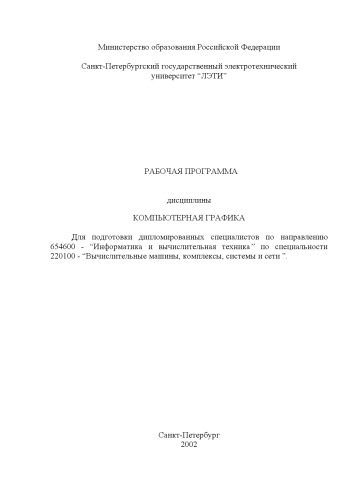 Министерство образования Российской Федерации
Санкт-Петербургский государственный электротехнический
университет “ЛЭТИ”
РАБОЧАЯ ПРОГРАММА
дисциплины
КОМПЬЮТЕРНАЯ ГРАФИКА
Для подготовки дипломированных специалистов по направлению
654600 - “Информатика и вычислительная техника” по специальности
220100 - “Вычислительные машины, комплексы, системы и сети ”.
Санкт-Петербург
2002